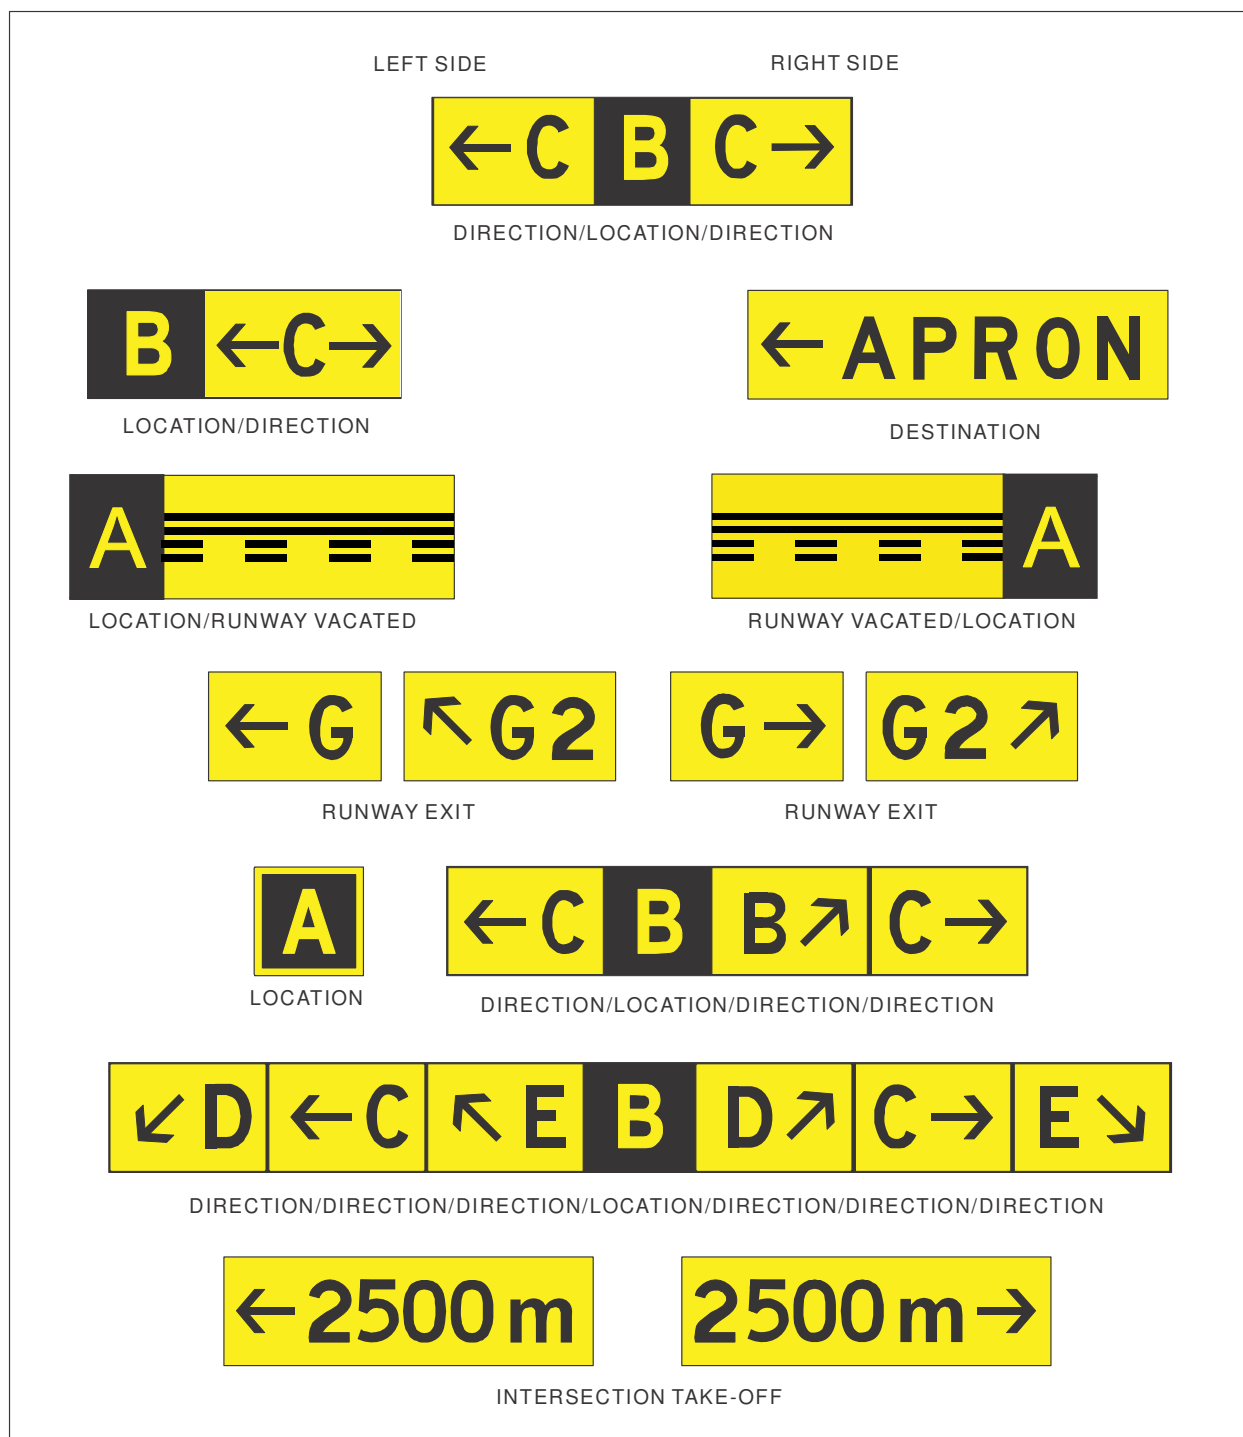 LEFT SIDE RIGHT SIDE
←C B C→
DIRECTION/LOCATION/DIRECTION
B ←C→
LOCATION/DIRECTION
← APRON
DESTINATION
A
LOCATION/RUNWAY VACATED
A
RUNWAY VACATED/LOCATION
←G ↖G2
RUNWAY EXIT
G→ G2↗
RUNWAY EXIT
A
LOCATION
←C B B↗ C→
DIRECTION/LOCATION/DIRECTION/DIRECTION
↙D ←C ↖E B D↗ C→ E↘
DIRECTION/DIRECTION/DIRECTION/LOCATION/DIRECTION/DIRECTION/DIRECTION
←2500m 2500m→
INTERSECTION TAKE-OFF